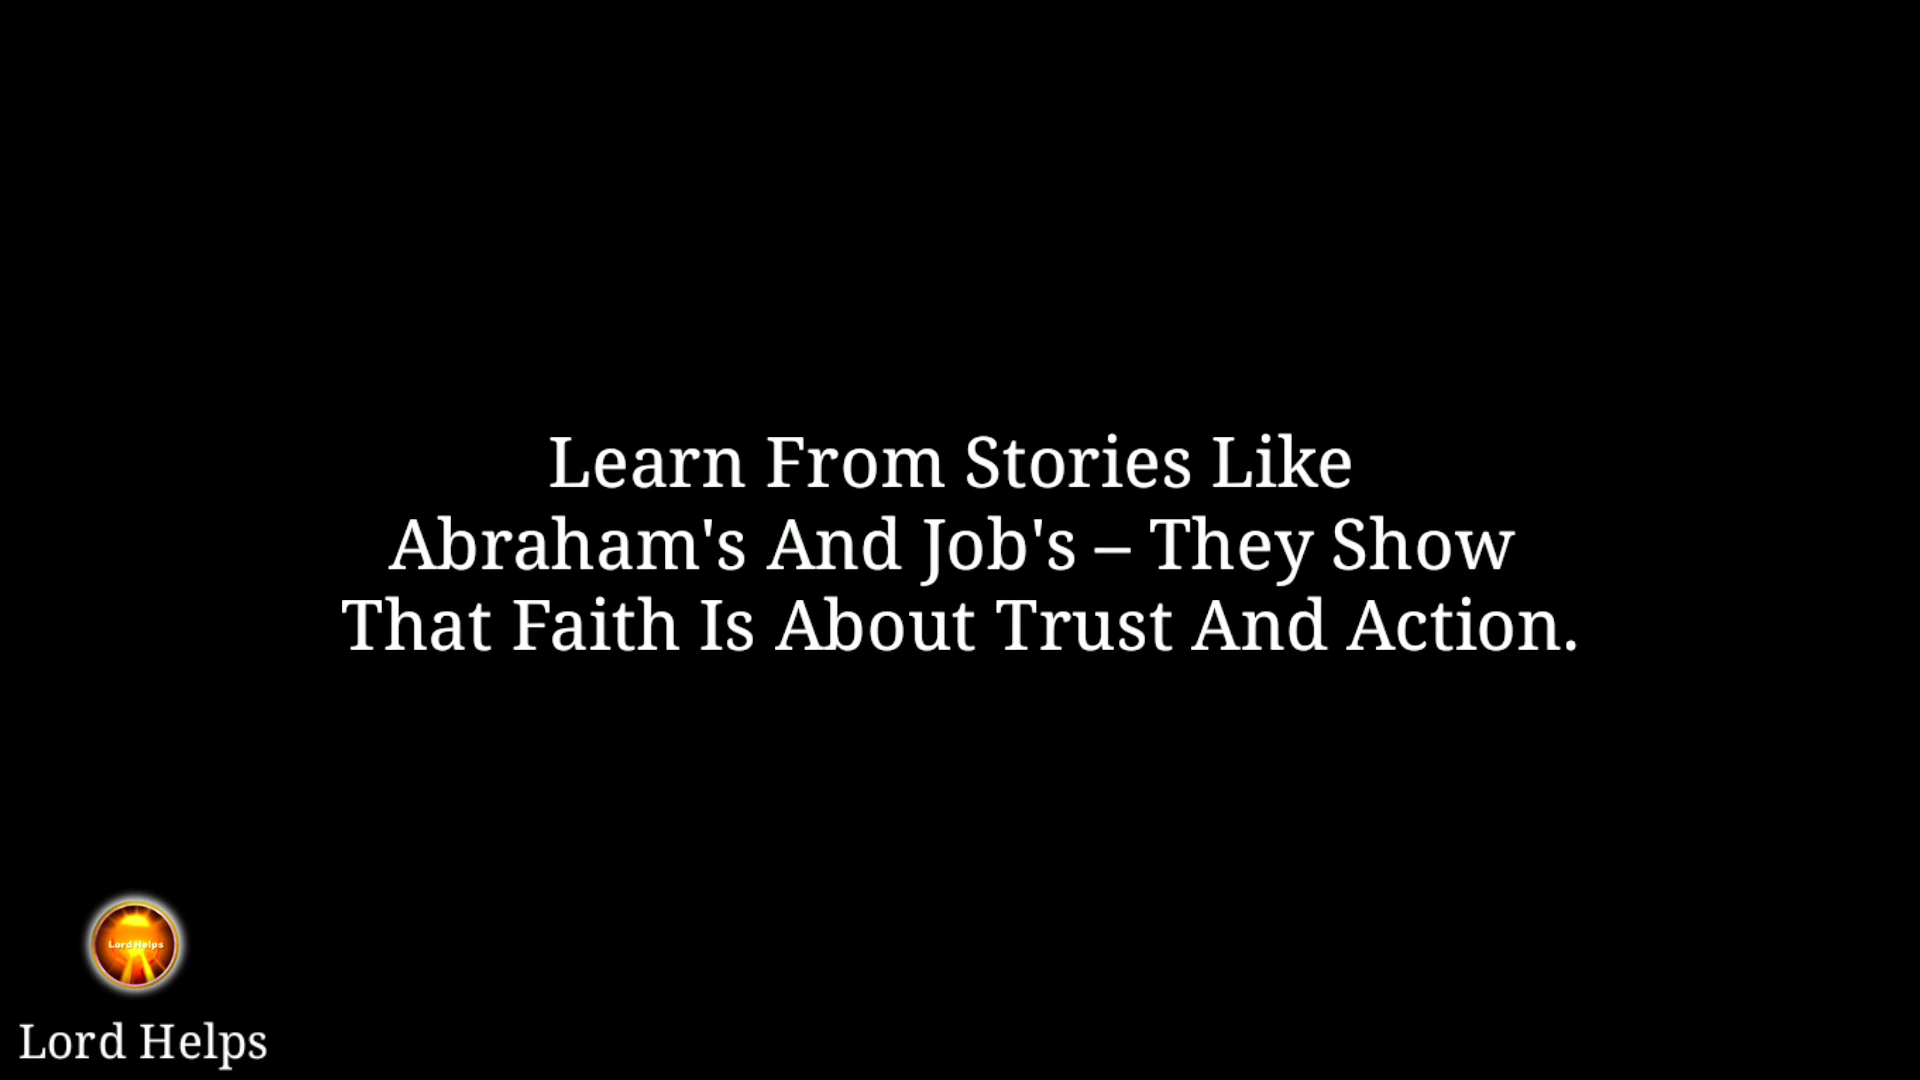 Learn From Stories Like
Abraham's And Job's – They Show
That Faith Is About Trust And Action.
Lord Helps
Lord Helps